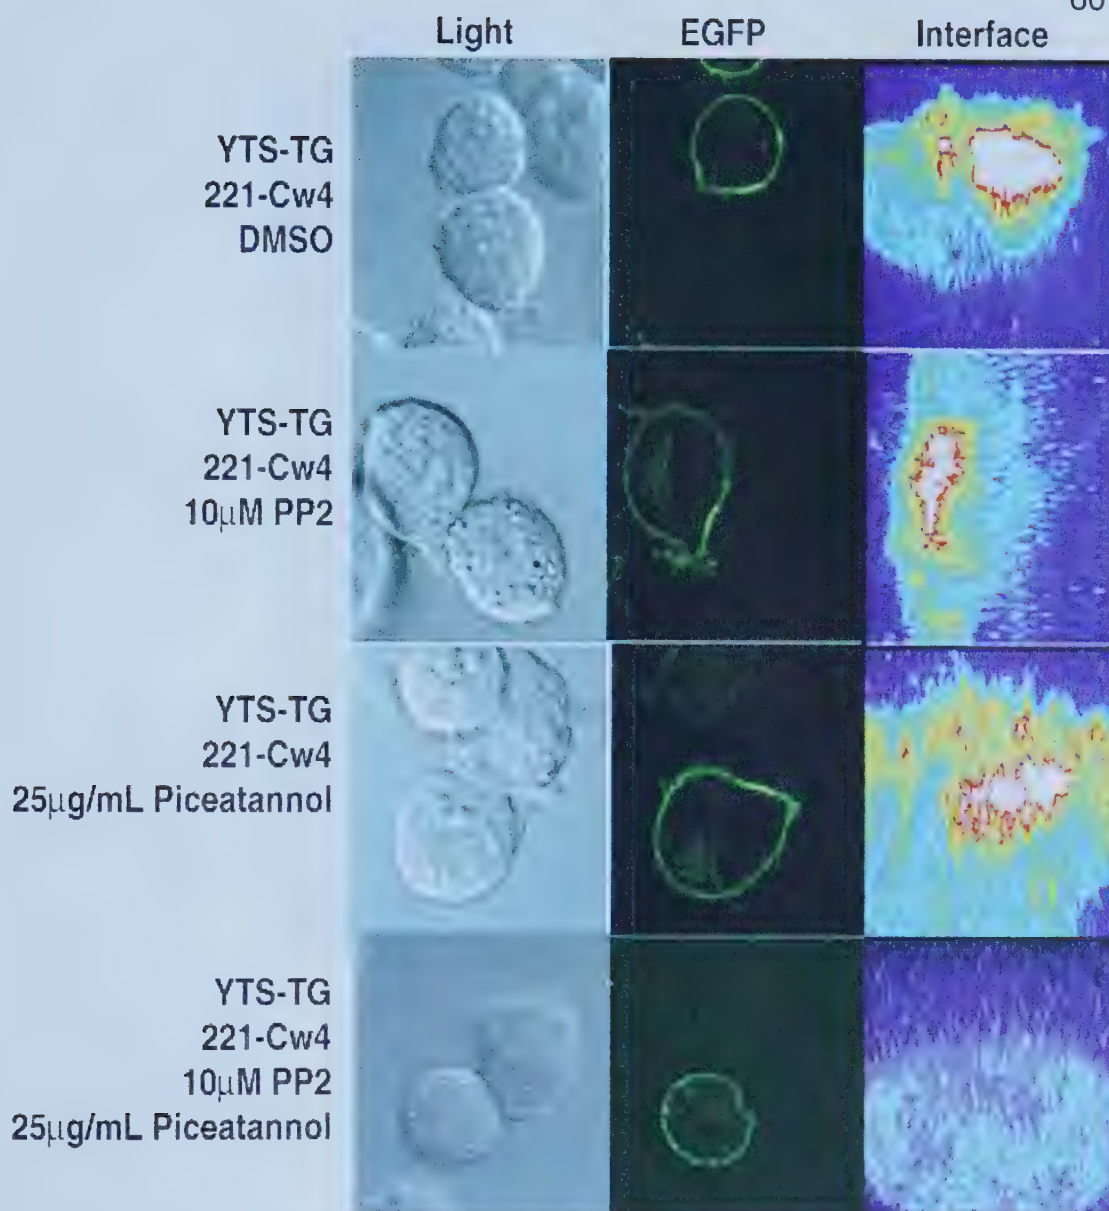 Light EGFP Interface
YTS-TG
221-Cw4
DMSO
YTS-TG
221-Cw4
10µM PP2
YTS-TG
221-Cw4
25µg/mL Piceatannol
YTS-TG
221-Cw4
10µM PP2
25µg/mL Piceatannol